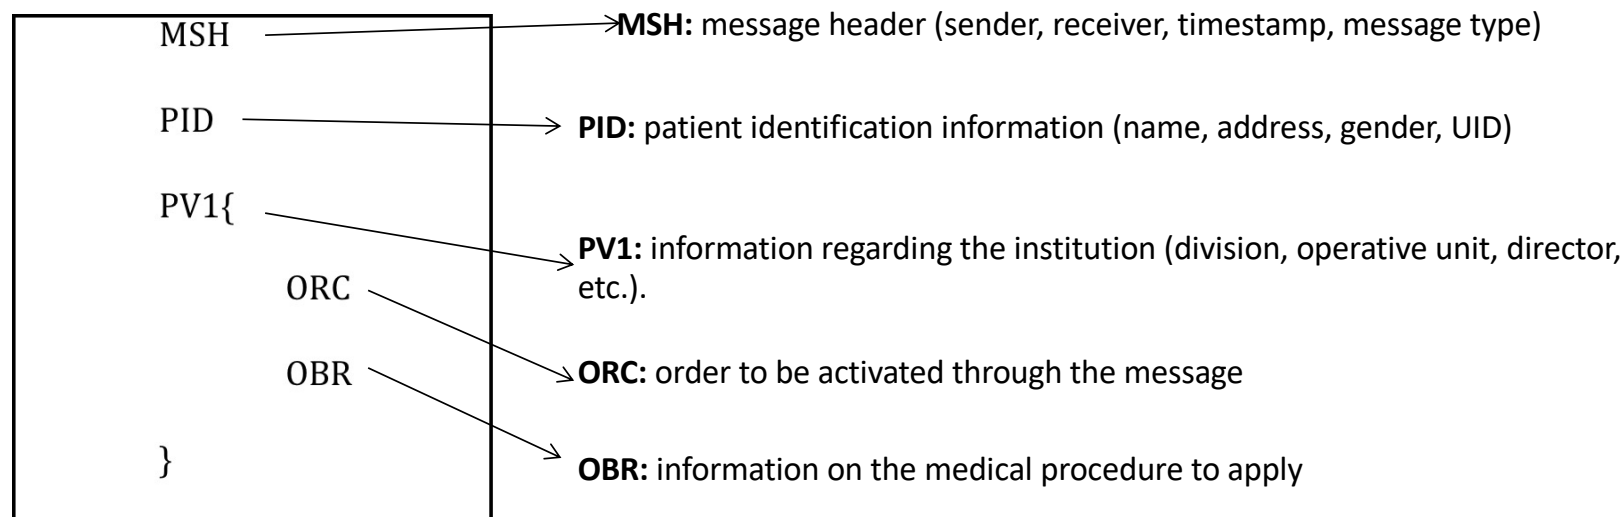 MSH
MSH: message header (sender, receiver, timestamp, message type)
PID
PID: patient identification information (name, address, gender, UID)
PV1{
PV1: information regarding the institution (division, operative unit, director,
etc.).
ORC
ORC: order to be activated through the message
OBR
OBR: information on the medical procedure to apply
}